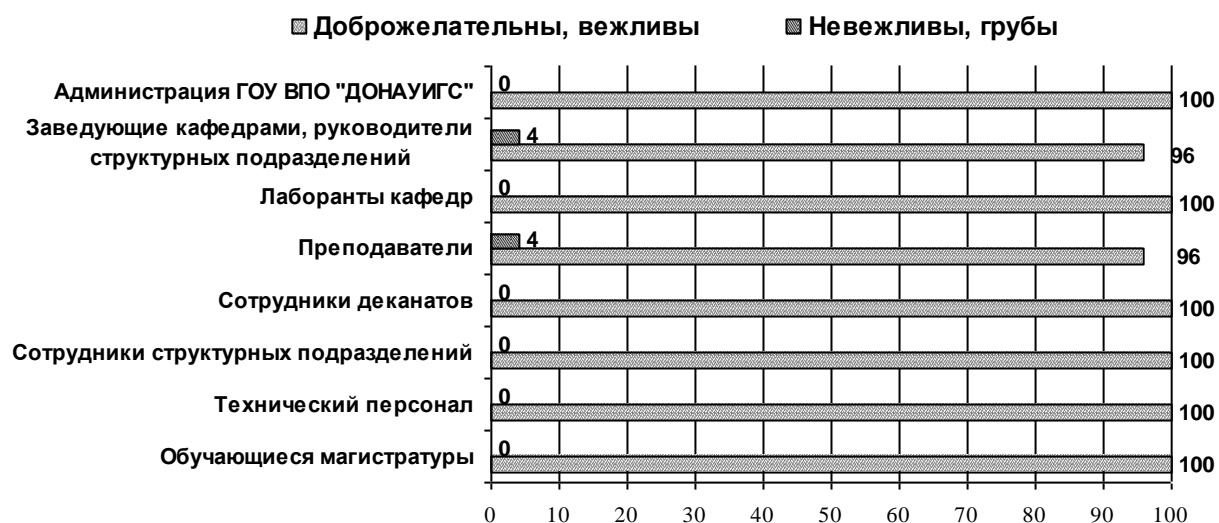 Доброжелательны, вежливы Невежливы, грубы
Администрация ГОУ ВПО "ДОНАУИГС" 0 100
Заведующие кафедрами, руководители
структурных подразделений 4 96
Лаборанты кафедр 0 100
Преподаватели 4 96
Сотрудники деканатов 0 100
Сотрудники структурных подразделений 0 100
Технический персонал 0 100
Обучающиеся магистратуры 0 100
0 10 20 30 40 50 60 70 80 90 100